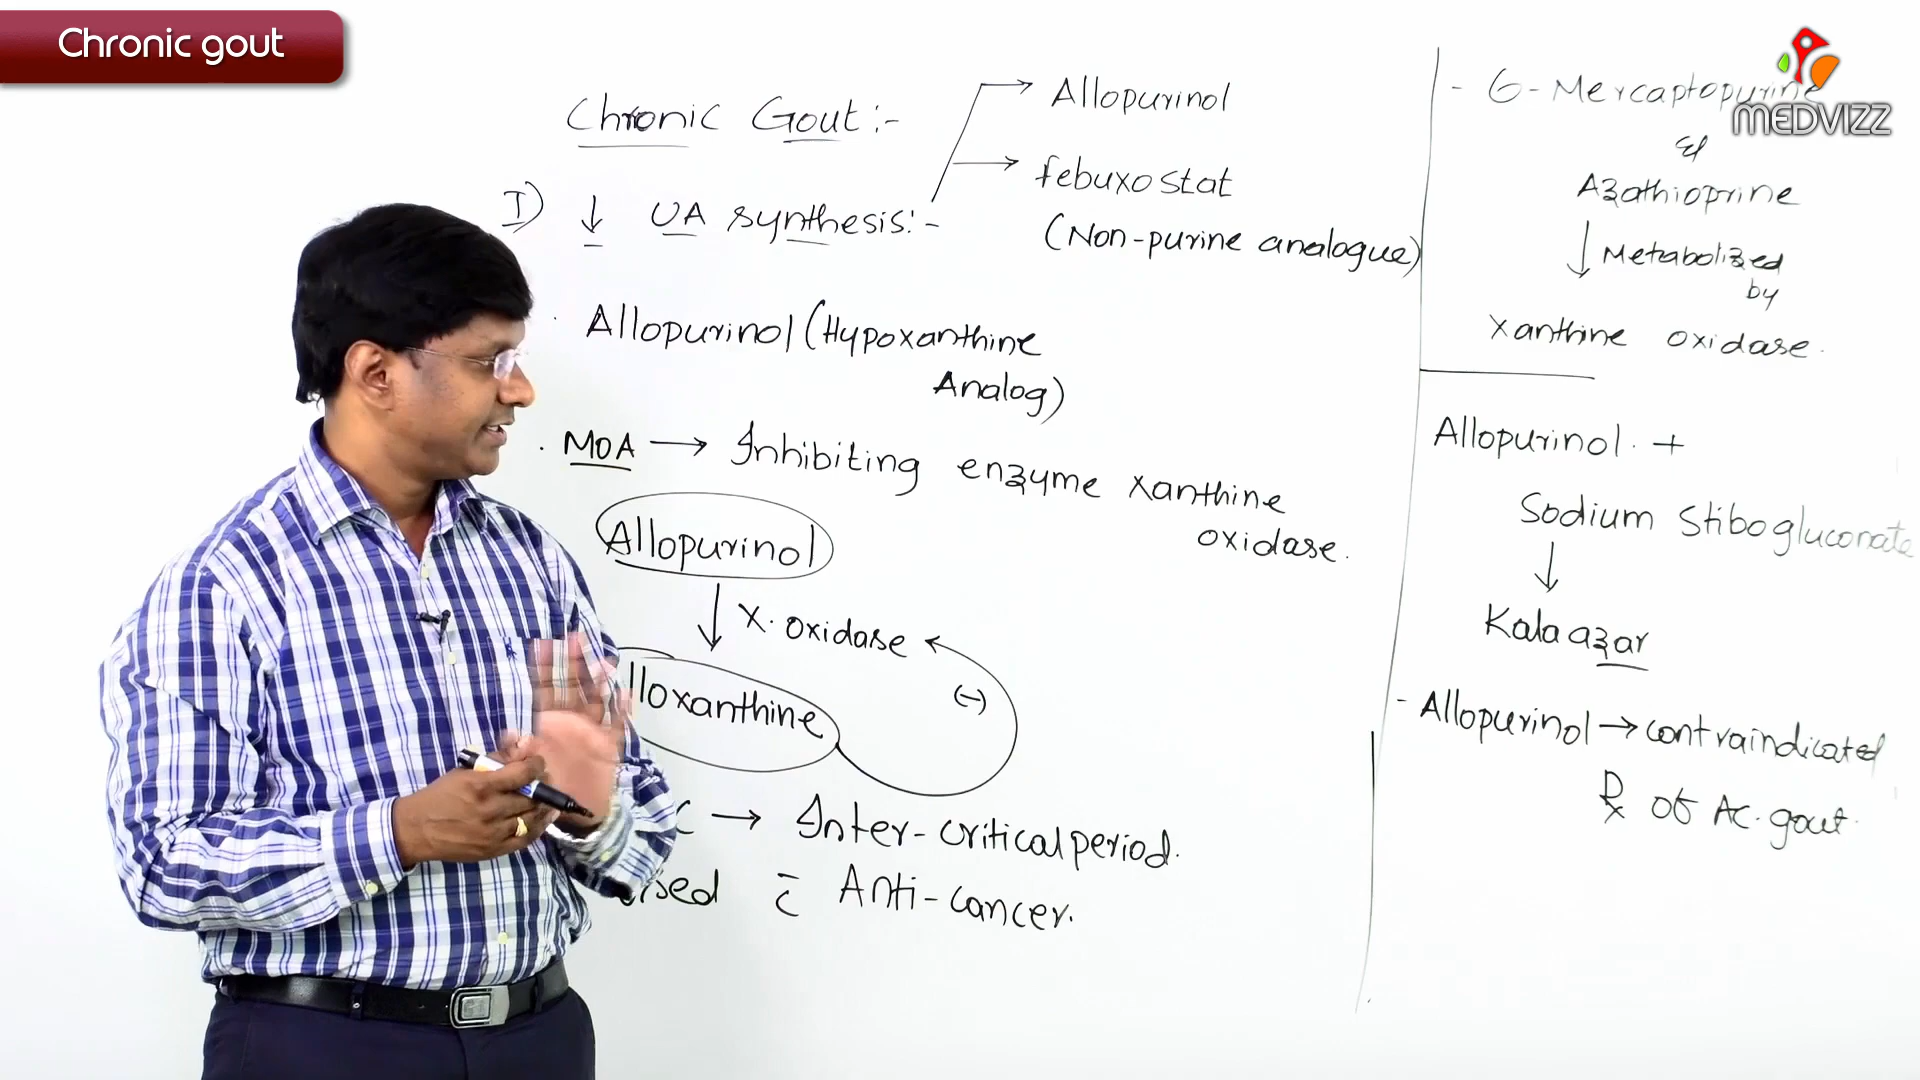 Chronic gout
MEDVIZZ
Chronic Gout :-
Allopurinol
febuxostat
(Non-purine analogue)
I) ↓ UA synthesis:-
Allopurinol (Hypoxanthine
Analog)
. MOA → Inhibiting enzyme xanthine
oxidase.
Allopurinol
↓ X. oxidase
lloxanthine
(-)
→ Inter-critical period.
c̄ Anti-cancer.
- 6-Mercaptopurine
Azathioprine
↓ Metabolized
by
xanthine oxidase.
Allopurinol. +
Sodium Stibogluconate
↓
Kala azar
- Allopurinol → contraindicated
Rx of Ac. gout.